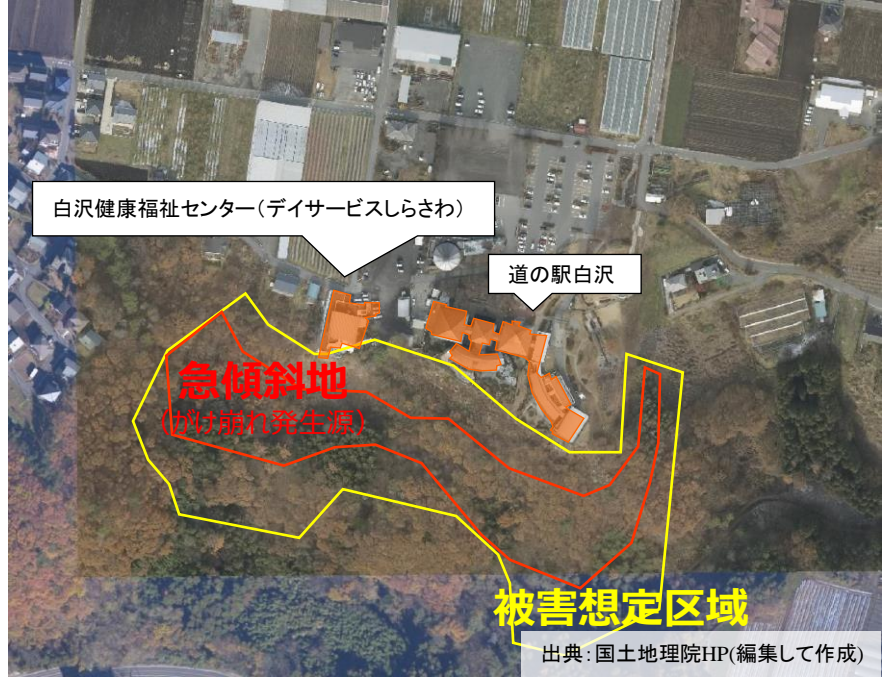 白沢健康福祉センター(デイサービスしらさわ)
道の駅白沢
急傾斜地
(がけ崩れ発生源)
被害想定区域
出典:国土地理院HP(編集して作成)